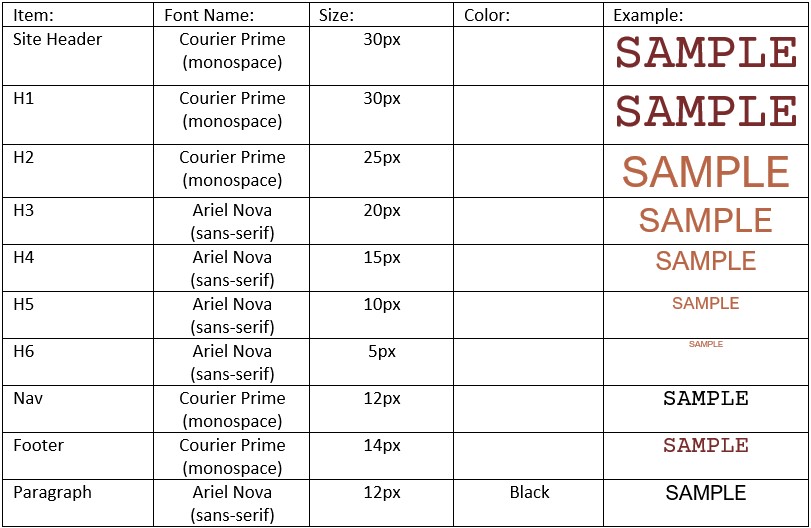 Item: Font Name: Size: Color: Example:
Site Header Courier Prime (monospace) 30px SAMPLE
H1 Courier Prime (monospace) 30px SAMPLE
H2 Courier Prime (monospace) 25px SAMPLE
H3 Ariel Nova (sans-serif) 20px SAMPLE
H4 Ariel Nova (sans-serif) 15px SAMPLE
H5 Ariel Nova (sans-serif) 10px SAMPLE
H6 Ariel Nova (sans-serif) 5px SAMPLE
Nav Courier Prime (monospace) 12px SAMPLE
Footer Courier Prime (monospace) 14px SAMPLE
Paragraph Ariel Nova (sans-serif) 12px Black SAMPLE